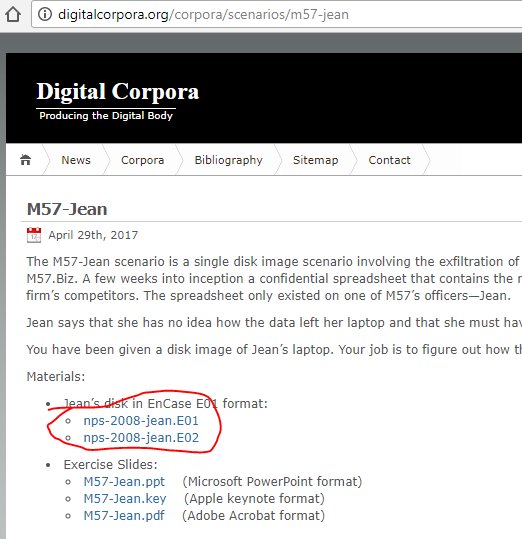 digitalcorpora.org/corpora/scenarios/m57-jean
Digital Corpora
Producing the Digital Body
News Corpora Bibliography Sitemap Contact
M57-Jean
April 29th, 2017
The M57-Jean scenario is a single disk image scenario involving the exfiltration of
M57.Biz. A few weeks into inception a confidential spreadsheet that contains the
firm's competitors. The spreadsheet only existed on one of M57's officers—Jean.
Jean says that she has no idea how the data left her laptop and that she must
You have been given a disk image of Jean's laptop. Your job is to figure out how
Materials:
Jean's disk in EnCase E01 format:
nps-2008-jean.E01
nps-2008-jean.E02
Exercise Slides:
M57-Jean.ppt (Microsoft PowerPoint format)
M57-Jean.key (Apple keynote format)
M57-Jean.pdf (Adobe Acrobat format)